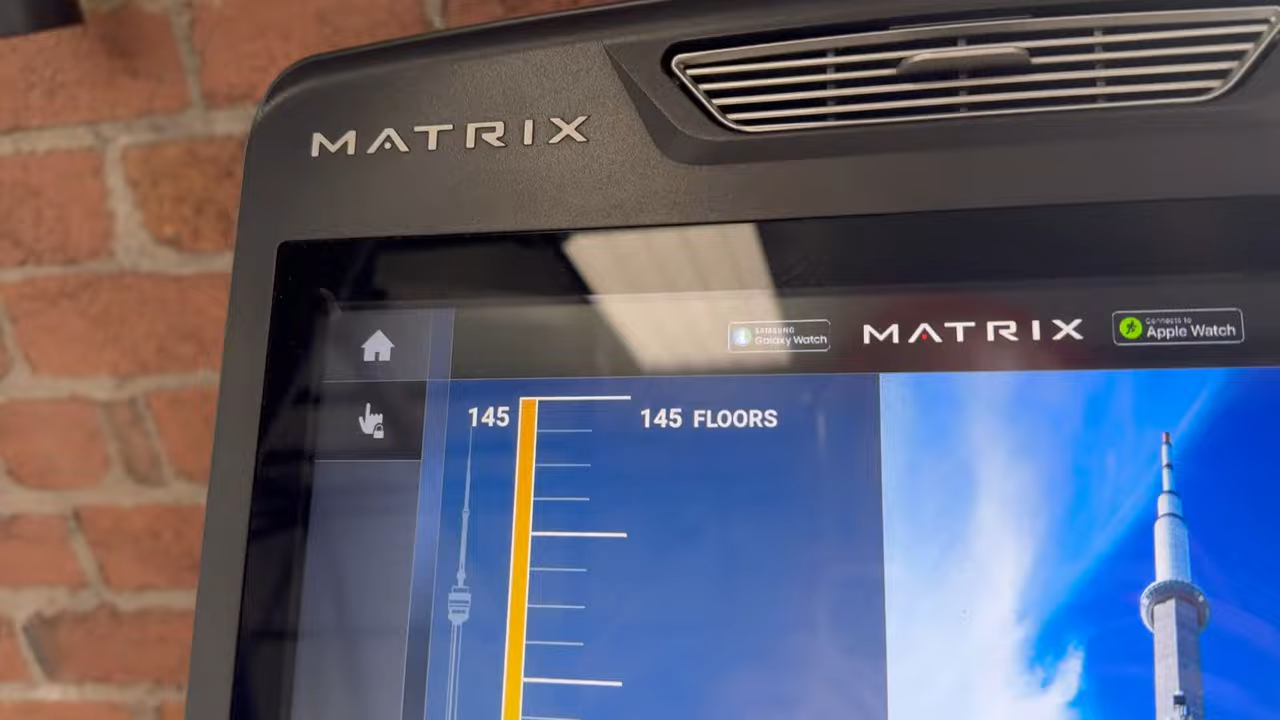 MATRIX
SAMSUNG
Galaxy Watch
MATRIX
Connects to
Apple Watch
145
145 FLOORS